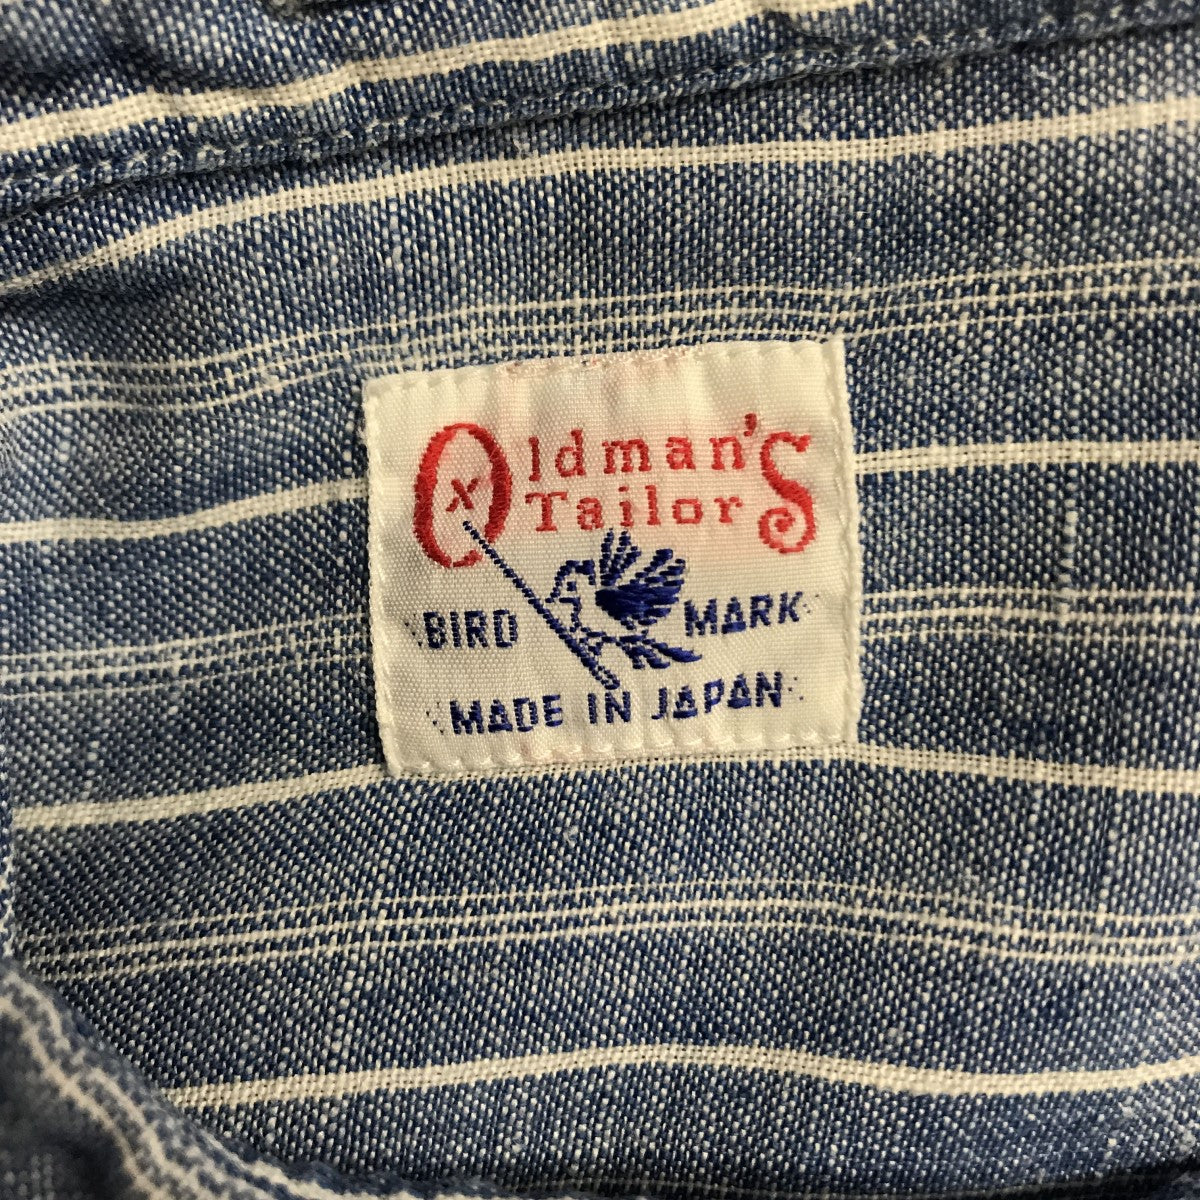 Oldman's
Tailor
x
BIRD MARK
MADE IN JAPAN